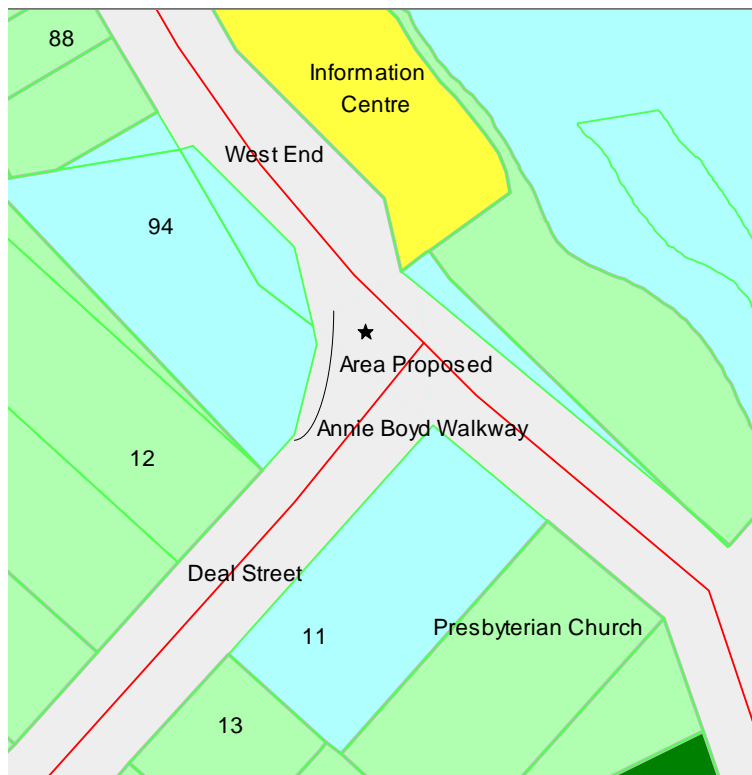 88
Information
Centre
West End
94
Area Proposed
Annie Boyd Walkway
12
Deal Street
11
Presbyterian Church
13